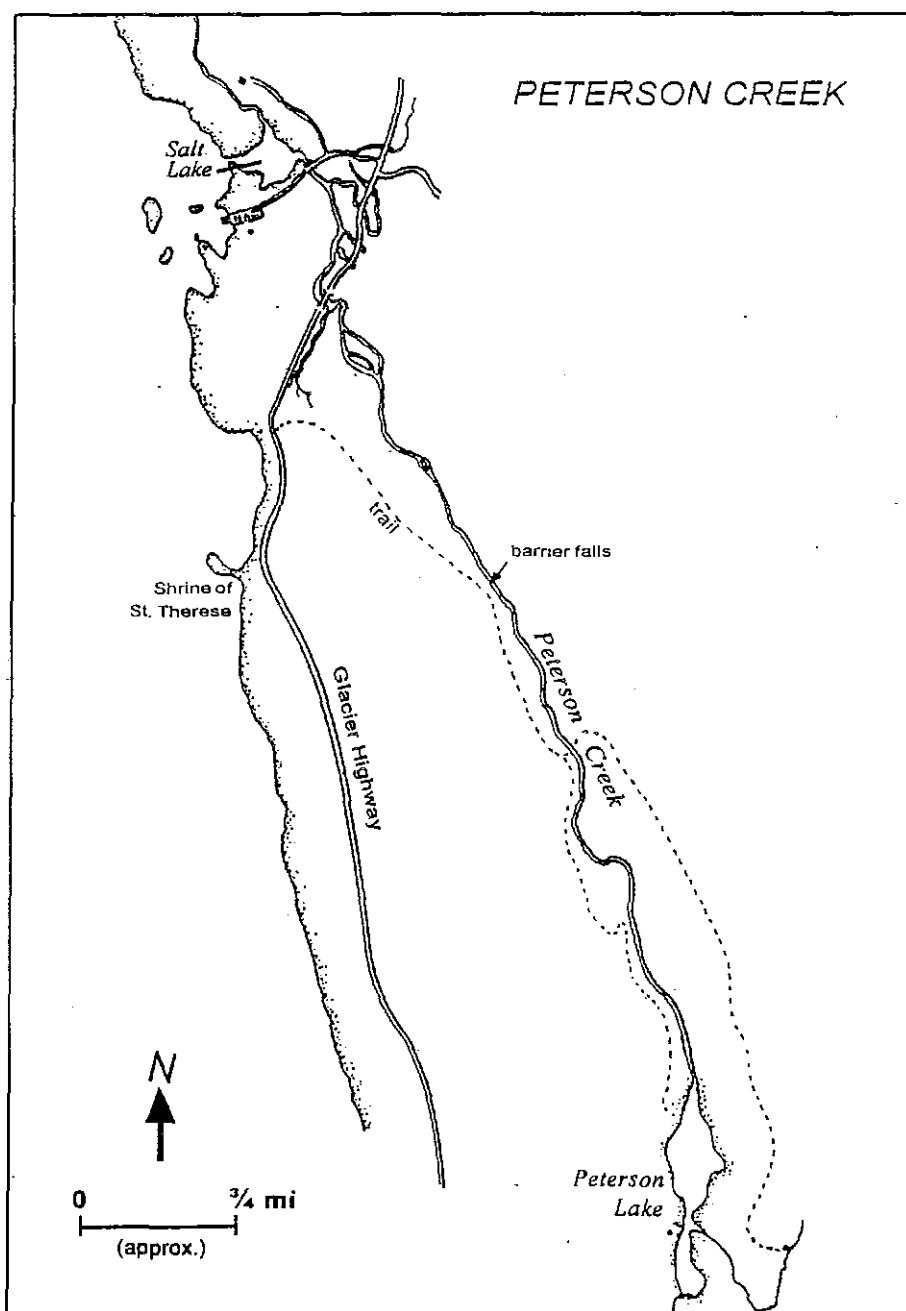 PETERSON CREEK
Salt
Lake
trail
barrier falls
Shrine of
St. Therese
Peterson
Creek
Glacier Highway
N
0 ¾ mi
(approx.)
Peterson
Lake